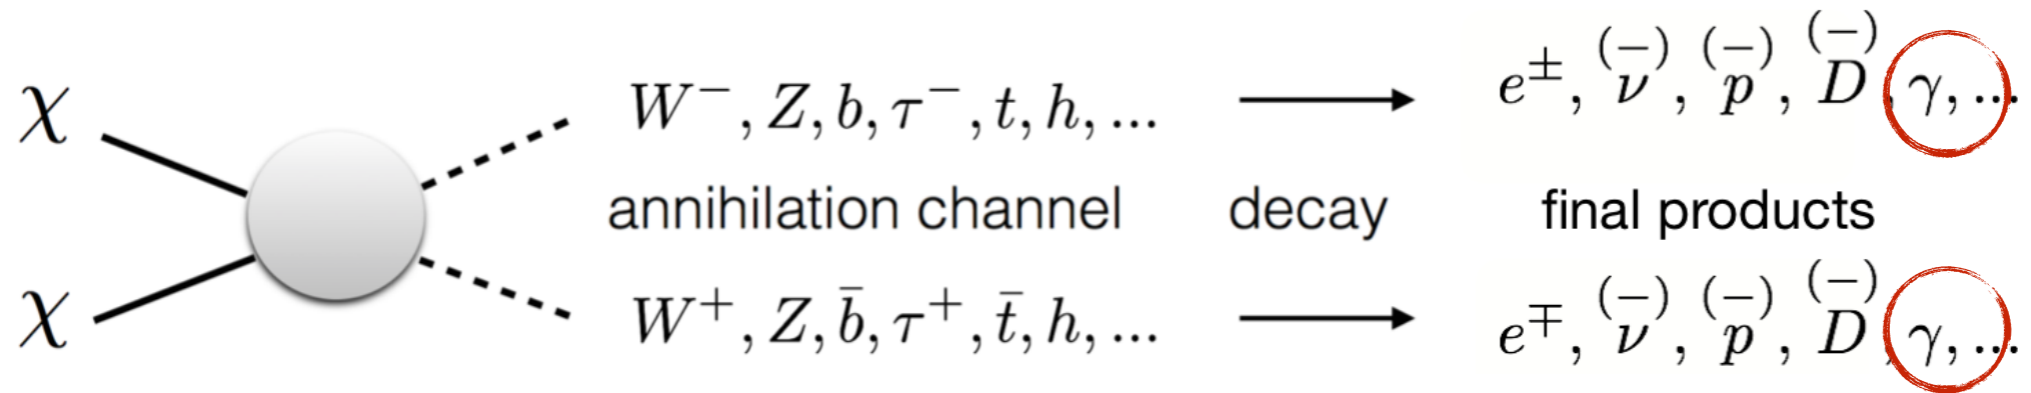 χ W⁻, Z, b, τ⁻, t, h, ... e^±, ν^(−), p^(−), D^(−), γ, ...
annihilation channel decay final products
χ W⁺, Z, b̄, τ⁺, t̄, h, ... e^∓, ν^(−), p^(−), D^(−), γ, ...